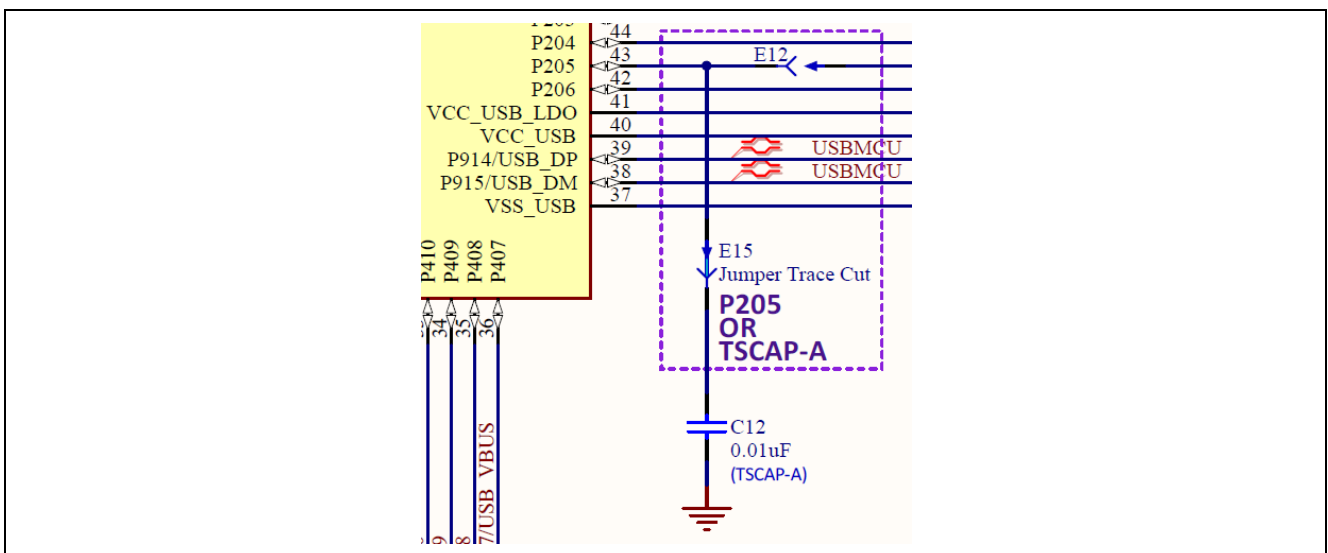 44
P204
43
P205
E12
42
P206
41
VCC_USB_LDO
40
VCC_USB
39
P914/USB_DP
USBMCU
38
P915/USB_DM
USBMCU
37
VSS_USB
P410
P409
P408
P407
E15
Jumper Trace Cut
P205
OR
TSCAP-A
34
35
36
C12
0.01uF
(TSCAP-A)
7/USB VBUS